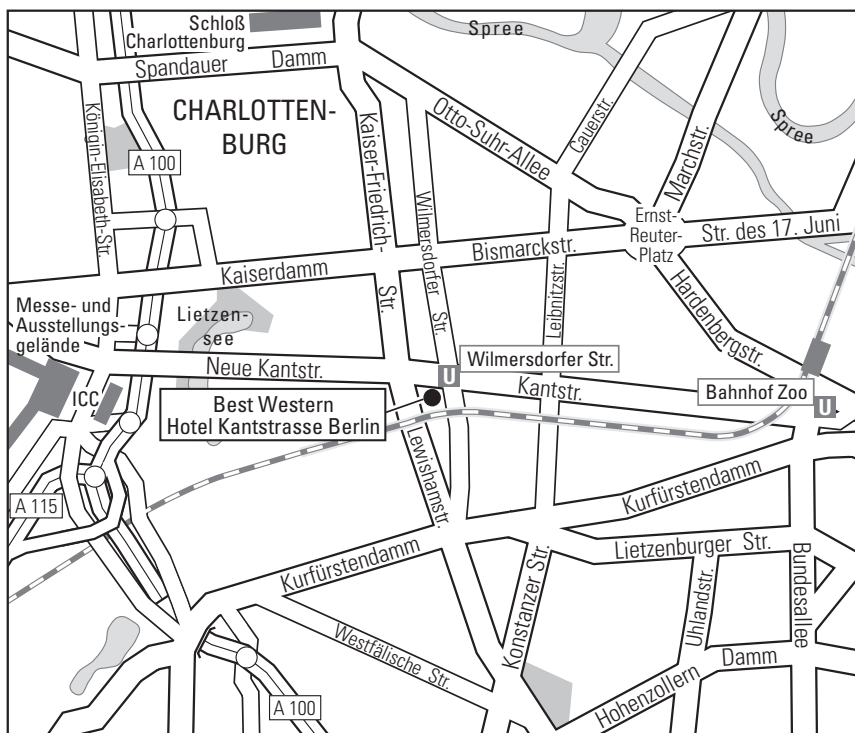 Schloß
Charlottenburg
Spree
Spandauer Damm
CHARLOTTEN-
BURG
Otto-Suhr-Allee
Cauerstr.
Marchstr.
Spree
Königin-Elisabeth-Str.
A 100
Kaiser-Friedrich-
Str.
Wilmersdorfer Str.
Ernst-
Reuter-
Platz
Str. des 17. Juni
Bismarckstr.
Kaiserdamm
Leibnitzstr.
Hardenbergstr.
Messe- und
Ausstellungs-
gelände
Lietzen-
see
Neue Kantstr.
U
Wilmersdorfer Str.
Kantstr.
Bahnhof Zoo
U
ICC
Best Western
Hotel Kantstrasse Berlin
Lewishamstr.
A 115
Kurfürstendamm
Kurfürstendamm
Lietzenburger Str.
Konstanzer Str.
Uhlandstr.
Bundesallee
Westfälische Str.
Hohenzollern Damm
A 100